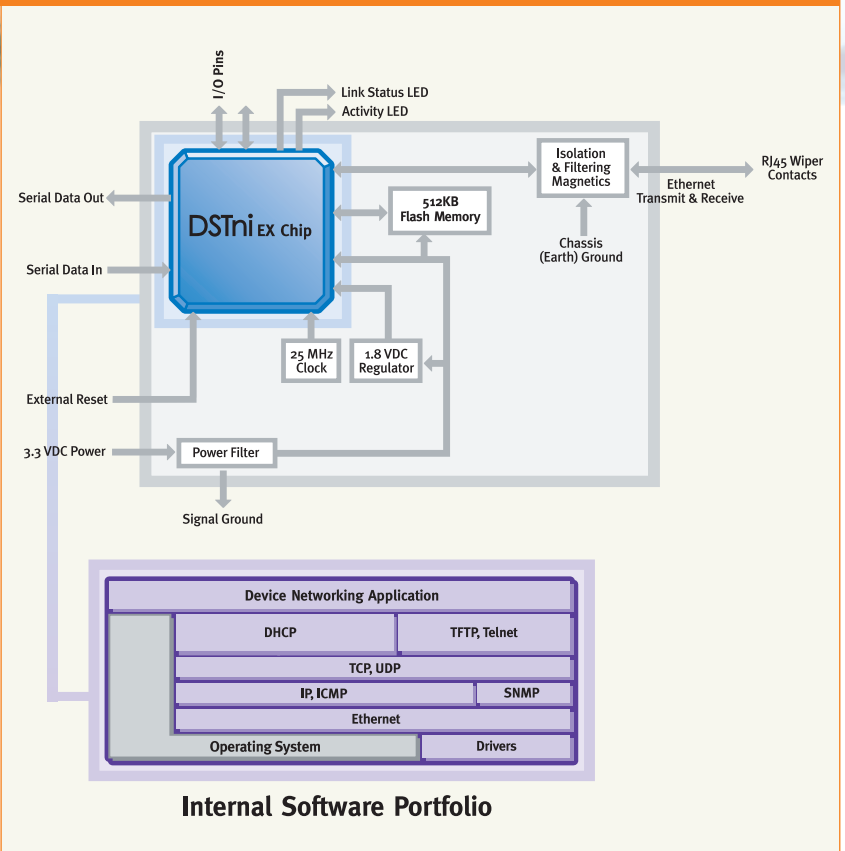 I/O Pins
Link Status LED
Activity LED
Isolation
& Filtering
Magnetics
RJ45 Wiper
Contacts
Ethernet
Transmit & Receive
Serial Data Out
512KB
Flash Memory
DSTni EX Chip
Chassis
(Earth) Ground
Serial Data In
25 MHz
Clock
1.8 VDC
Regulator
External Reset
3.3 VDC Power
Power Filter
Signal Ground
Device Networking Application
DHCP
TFTP, Telnet
TCP, UDP
IP, ICMP
SNMP
Ethernet
Operating System
Drivers
Internal Software Portfolio